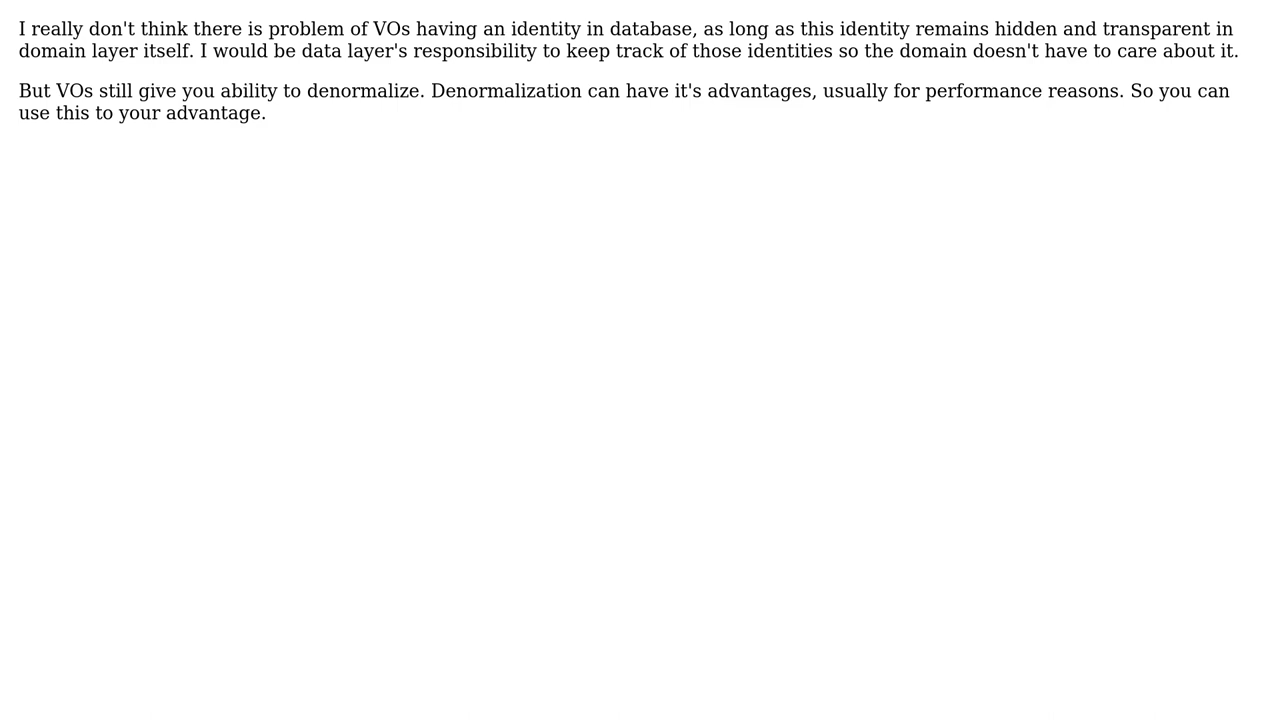 I really don't think there is problem of VOs having an identity in database, as long as this identity remains hidden and transparent in
domain layer itself. I would be data layer's responsibility to keep track of those identities so the domain doesn't have to care about it.
But VOs still give you ability to denormalize. Denormalization can have it's advantages, usually for performance reasons. So you can
use this to your advantage.